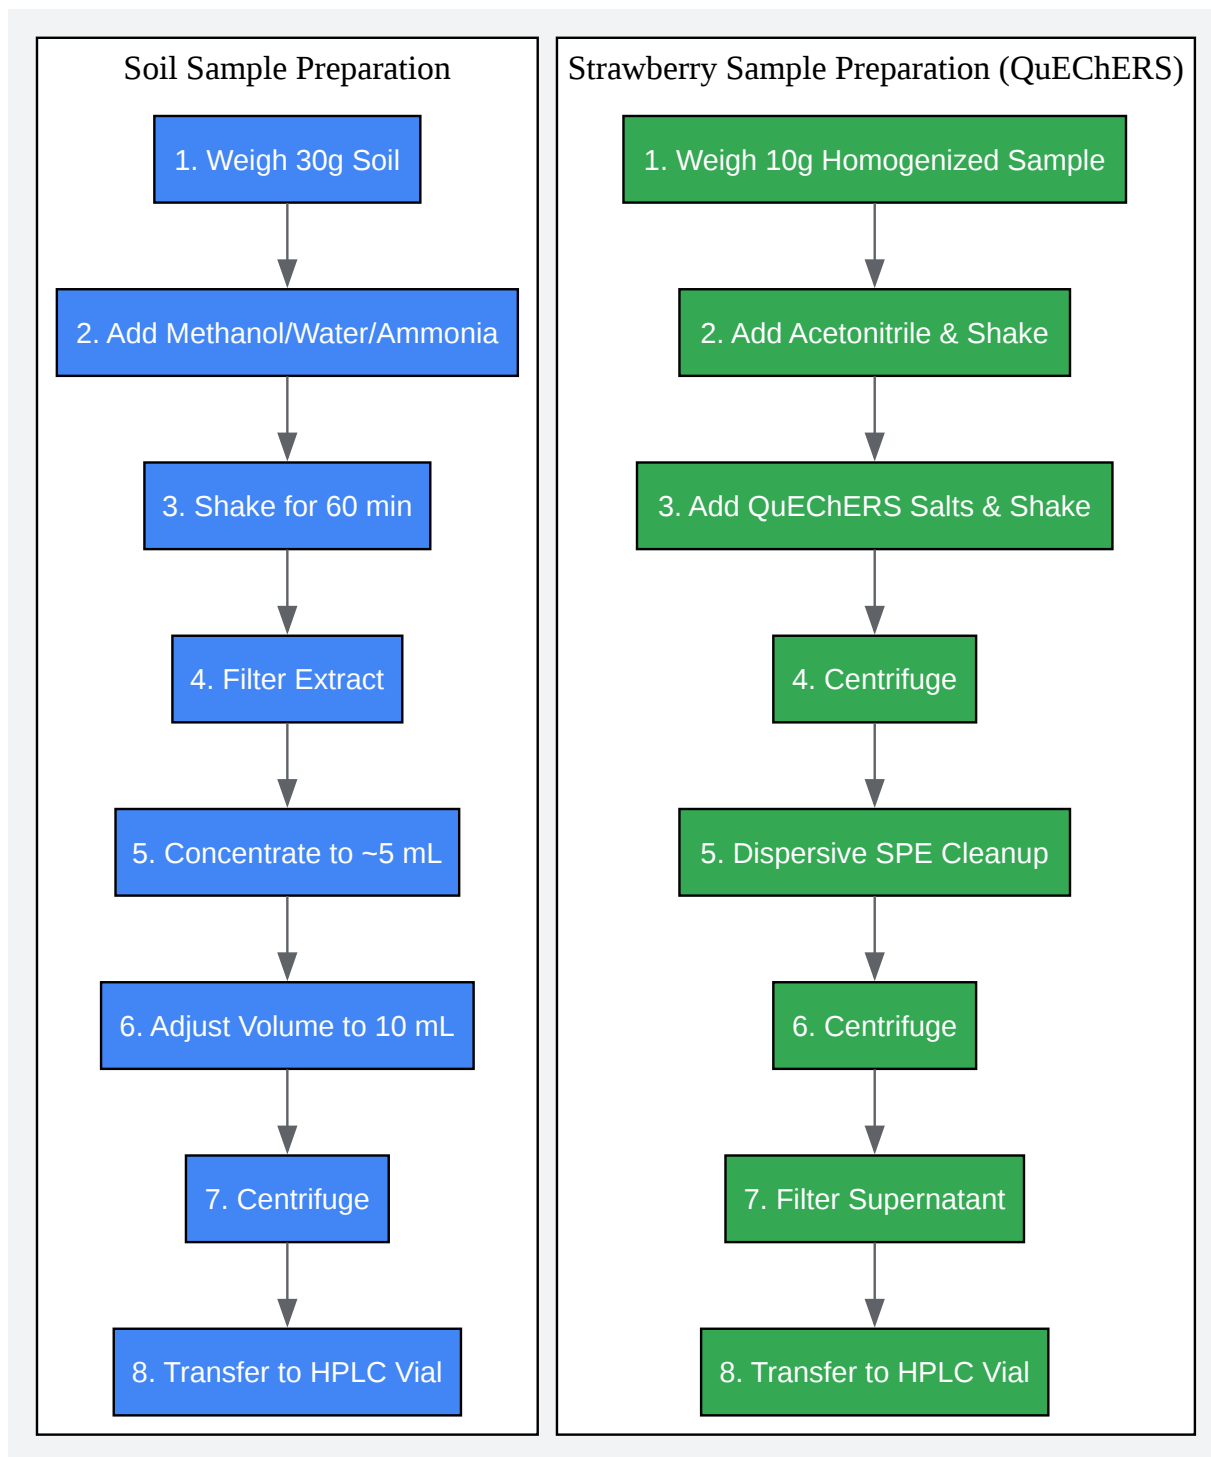 Soil Sample Preparation
1. Weigh 30g Soil
2. Add Methanol/Water/Ammonia
3. Shake for 60 min
4. Filter Extract
5. Concentrate to ~5 mL
6. Adjust Volume to 10 mL
7. Centrifuge
8. Transfer to HPLC Vial
Strawberry Sample Preparation (QuEChERS)
1. Weigh 10g Homogenized Sample
2. Add Acetonitrile & Shake
3. Add QuEChERS Salts & Shake
4. Centrifuge
5. Dispersive SPE Cleanup
6. Centrifuge
7. Filter Supernatant
8. Transfer to HPLC Vial